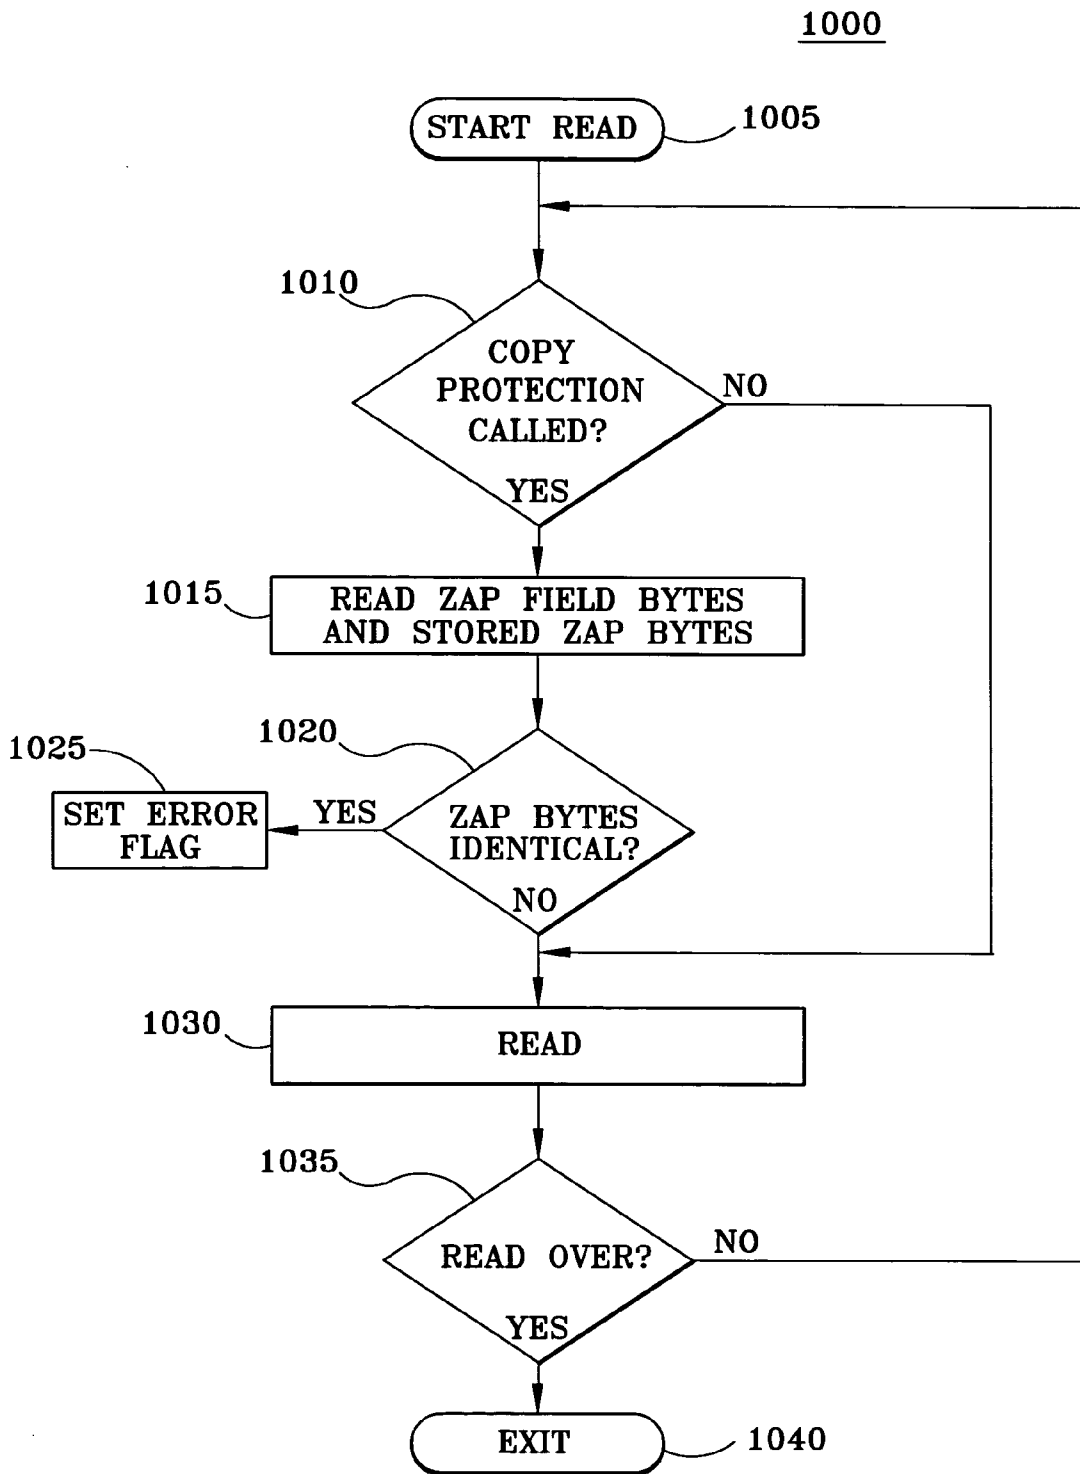 1000
START READ
1005
1010
COPY
PROTECTION
CALLED?
NO
YES
1015
READ ZAP FIELD BYTES
AND STORED ZAP BYTES
1020
1025
SET ERROR
FLAG
YES
ZAP BYTES
IDENTICAL?
NO
1030
READ
1035
READ OVER?
NO
YES
EXIT
1040